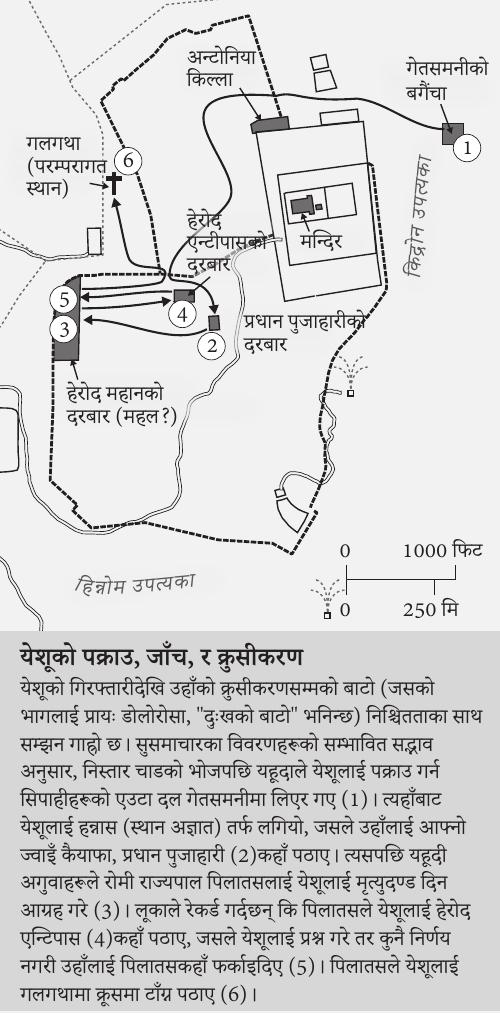 अन्टोनिया
किल्ला
गेतसमनीको
बगैंचा
1
गलगथा
(परम्परागत
स्थान)
6
किद्रोन उपत्यका
हेरोद
एन्टीपासको
दरबार
मन्दिर
5
4
3
2
प्रधान पुजाहारीको
दरबार
हेरोद महानको
दरबार (महल?)
0 1000 फिट
0 250 मि
हिन्नोम उपत्यका
येशूको पक्राउ, जाँच, र क्रुसीकरण
येशूको गिरफ्तारीदेखि उहाँको क्रुसीकरणसम्मको बाटो (जसको
भागलाई प्रायः डोलोरोसा, "दुःखको बाटो" भनिन्छ) निश्चितताका साथ
सम्झन गाह्रो छ। सुसमाचारका विवरणहरूको सम्भावित सद्भाव
अनुसार, निस्तार चाडको भोजपछि यहूदाले येशूलाई पक्राउ गर्न
सिपाहीहरूको एउटा दल गेतसमनीमा लिएर गए (1)। त्यहाँबाट
येशूलाई हन्नास (स्थान अज्ञात) तर्फ लगियो, जसले उहाँलाई आफ्नो
ज्वाइँ कैयाफा, प्रधान पुजाहारी (2)कहाँ पठाए। त्यसपछि यहूदी
अगुवाहरूले रोमी राज्यपाल पिलातसलाई येशूलाई मृत्युदण्ड दिन
आग्रह गरे (3)। लूकाले रेकर्ड गर्दछन् कि पिलातसले येशूलाई हेरोद
एन्टिपास (4)कहाँ पठाए, जसले येशूलाई प्रश्न गरे तर कुनै निर्णय
नगरी उहाँलाई पिलातसकहाँ फर्काइदिए (5)। पिलातसले येशूलाई
गलगथामा क्रूसमा टाँग्न पठाए (6)।